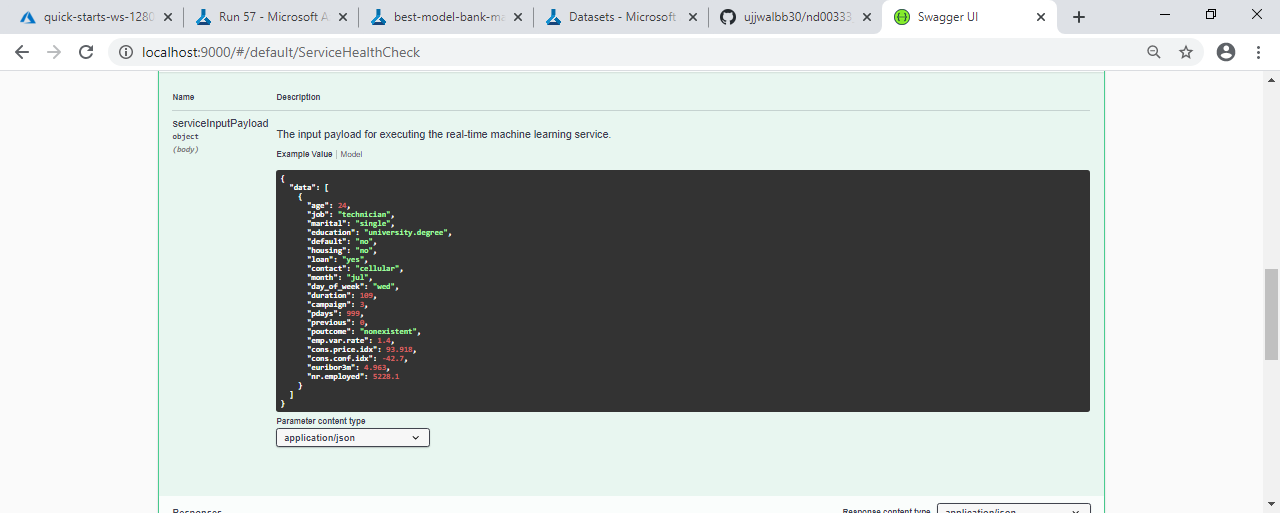 quick-starts-ws-1280
Run 57 - Microsoft A
best-model-bank-ma
Datasets - Microsoft
ujjwalbb30/nd00333
Swagger UI
localhost:9000/#/default/ServiceHealthCheck
Name
Description
serviceInputPayload
object
(body)
The input payload for executing the real-time machine learning service.
Example Value | Model
{
"data": [
{
"age": 24,
"job": "technician",
"marital": "single",
"education": "university.degree",
"default": "no",
"housing": "no",
"loan": "yes",
"contact": "cellular",
"month": "jul",
"day_of_week": "wed",
"duration": 109,
"campaign": 3,
"pdays": 999,
"previous": 0,
"poutcome": "nonexistent",
"emp.var.rate": 1.4,
"cons.price.idx": 93.918,
"cons.conf.idx": -42.7,
"euribor3m": 4.963,
"nr.employed": 5228.1
}
]
}
Parameter content type
application/json
Responses
Response content type
application/json